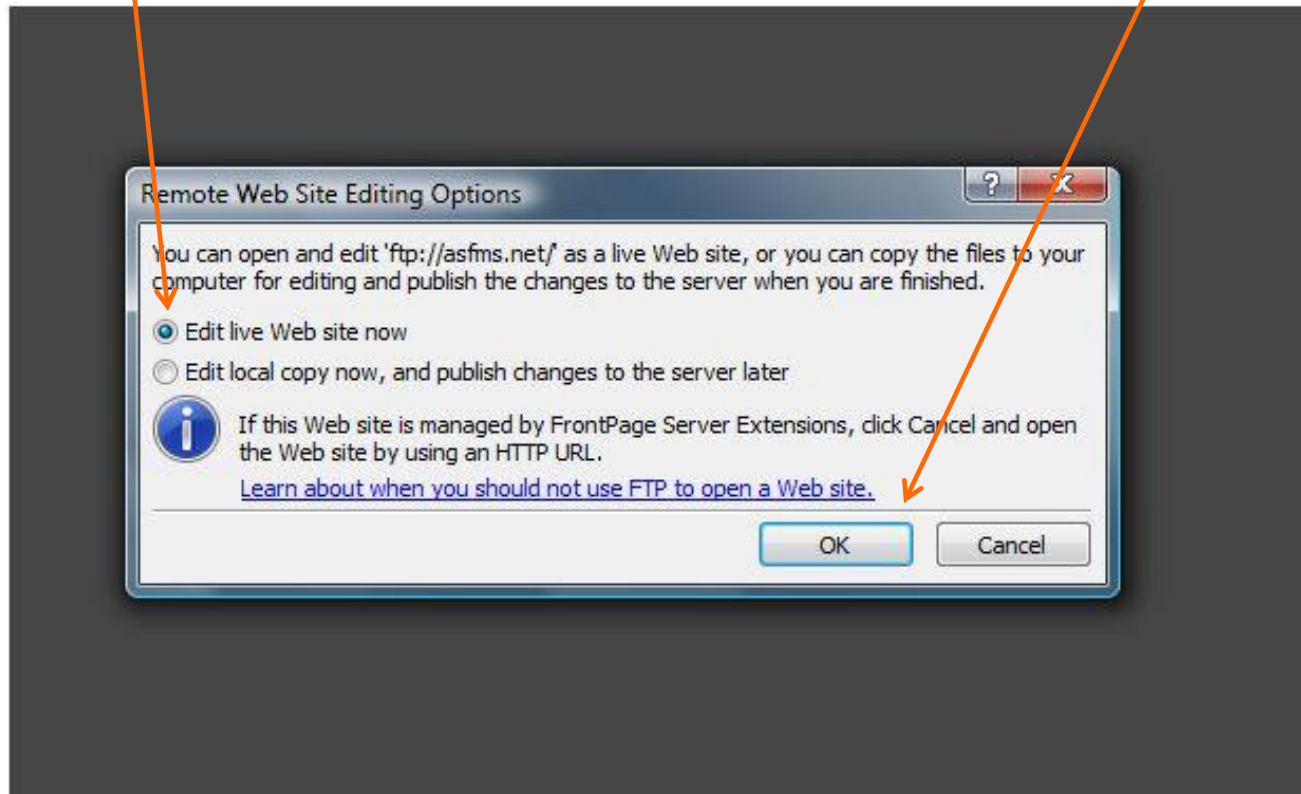 Remote Web Site Editing Options
You can open and edit 'ftp://asfms.net/' as a live Web site, or you can copy the files to your
computer for editing and publish the changes to the server when you are finished.
Edit live Web site now
Edit local copy now, and publish changes to the server later
If this Web site is managed by FrontPage Server Extensions, click Cancel and open
the Web site by using an HTTP URL.
Learn about when you should not use FTP to open a Web site.
OK Cancel